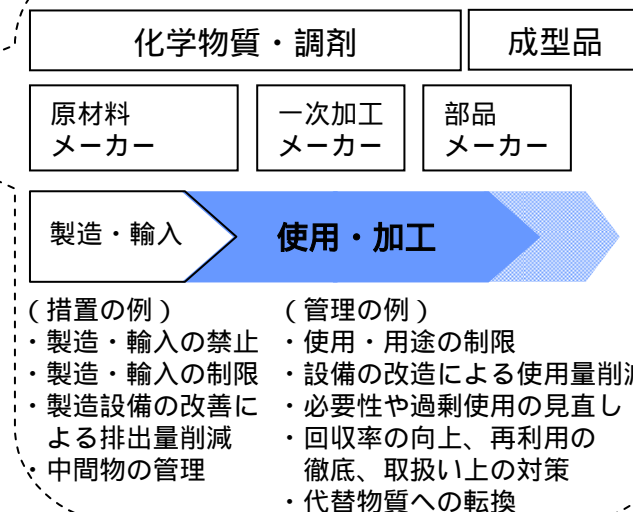 化学物質・調剤
成型品
原材料
メーカー
一次加工
メーカー
部品
メーカー
製造・輸入
使用・加工
（措置の例）
・製造・輸入の禁止
・製造・輸入の制限
・製造設備の改善に
よる排出量削減
・中間物の管理
（管理の例）
・使用・用途の制限
・設備の改造による使用量削減
・必要性や過剰使用の見直し
・回収率の向上、再利用の
徹底、取扱い上の対策
・代替物質への転換